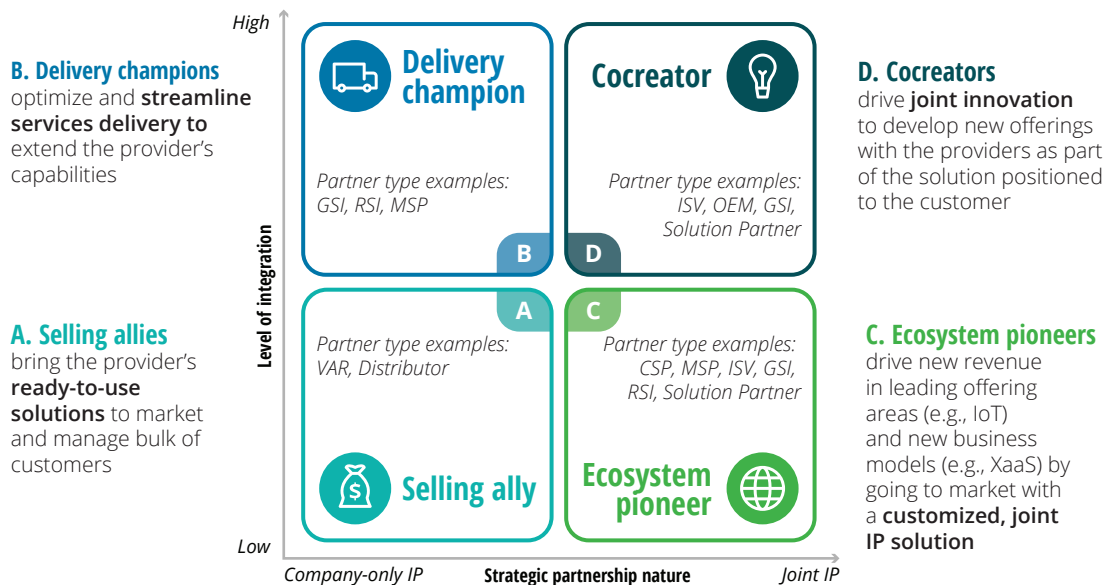 High
B. Delivery champions
optimize and streamline
services delivery to
extend the provider's
capabilities
A. Selling allies
bring the provider's
ready-to-use
solutions to market
and manage bulk of
customers
Level of integration
Delivery
champion
Partner type examples:
GSI, RSI, MSP
B
Cocreator
Partner type examples:
ISV, OEM, GSI,
Solution Partner
D
A
Partner type examples:
VAR, Distributor
$
Selling ally
C
Partner type examples:
CSP, MSP, ISV, GSI,
RSI, Solution Partner
Ecosystem
pioneer
D. Cocreators
drive joint innovation
to develop new offerings
with the providers as part
of the solution positioned
to the customer
C. Ecosystem pioneers
drive new revenue
in leading offering
areas (e.g., IoT)
and new business
models (e.g., XaaS) by
going to market with
a customized, joint
IP solution
Low
Company-only IP
Strategic partnership nature
Joint IP